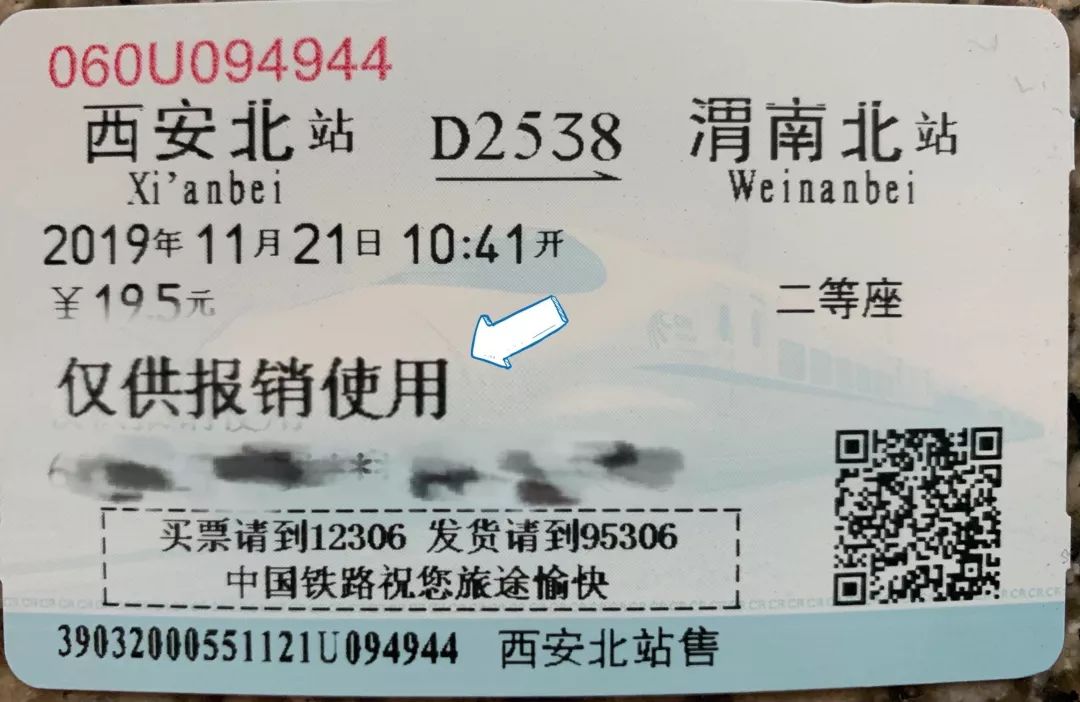 060U094944
西安北站 D2538 渭南北站
Xi'anbei Weinanbei
2019年11月21日 10:41开
￥19.5元 二等座
仅供报销使用
买票请到12306 发货请到95306
中国铁路祝您旅途愉快
39032000551121U094944 西安北站售